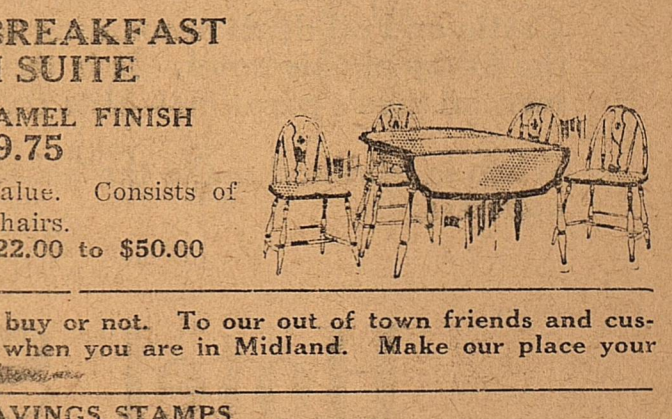 BREAKFAST
SUITE
AMEL FINISH
9.75
alue. Consists of
hairs.
22.00 to $50.00
buy or not. To our out of town friends and cus-
when you are in Midland. Make our place your
AVINGS STAMPS